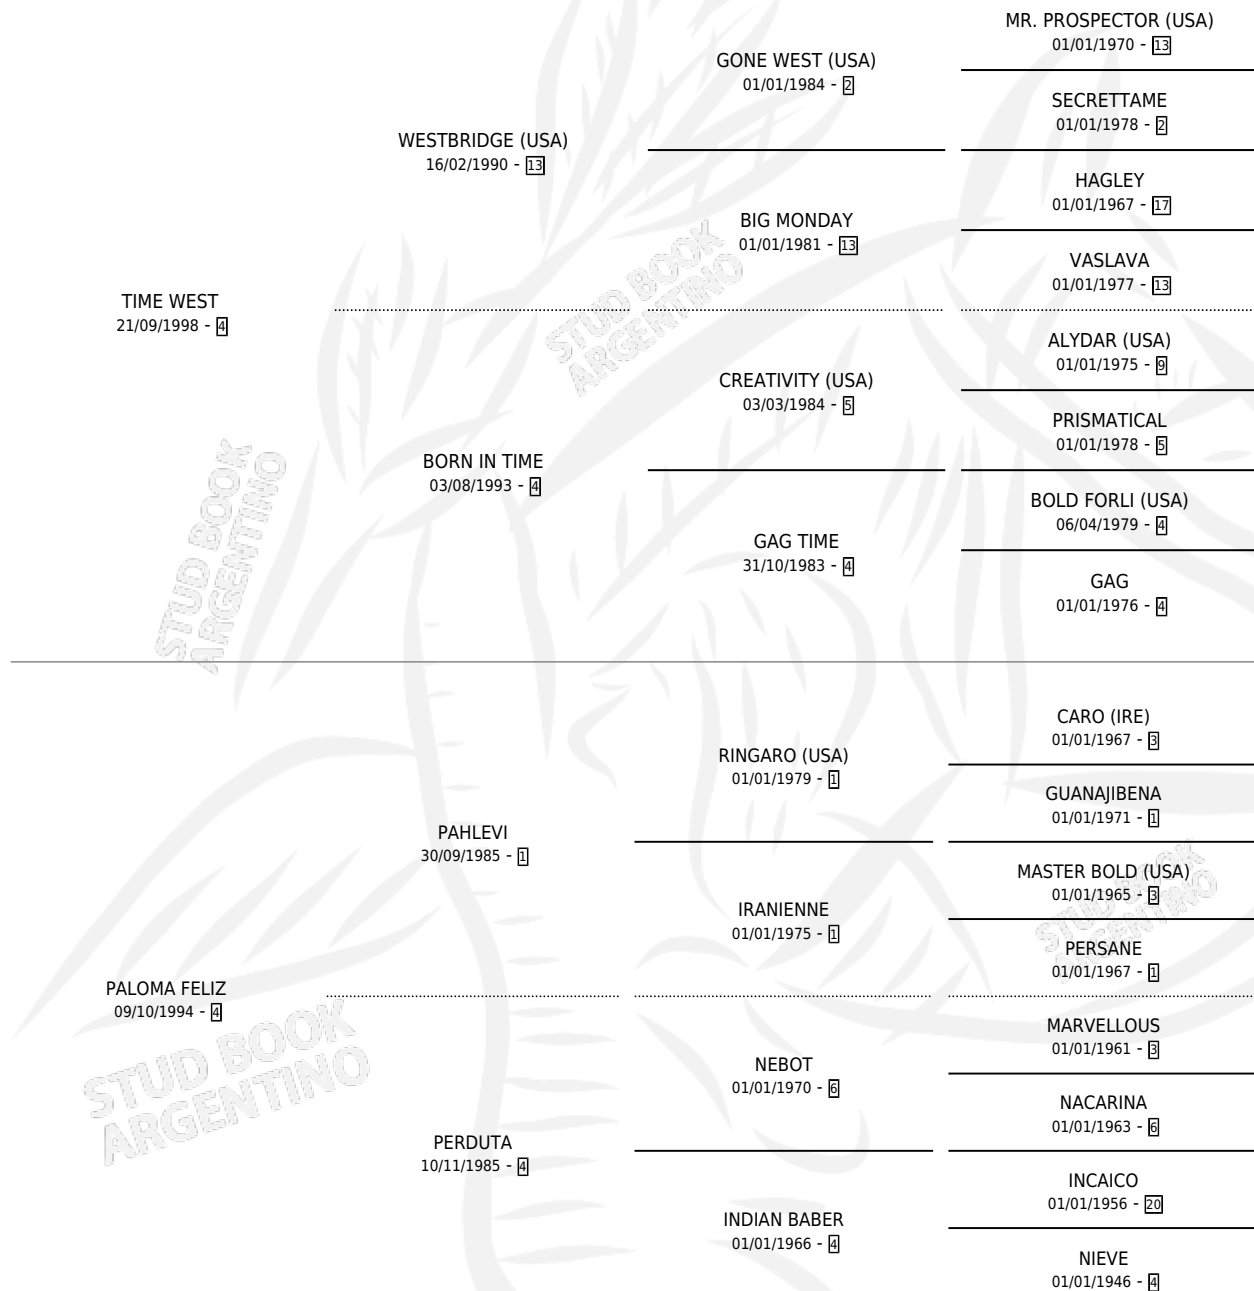 MR. PROSPECTOR (USA)
01/01/1970 - 13
GONE WEST (USA)
01/01/1984 - 2
SECRETTAME
01/01/1978 - 2
WESTBRIDGE (USA)
16/02/1990 - 13
HAGLEY
01/01/1967 - 17
BIG MONDAY
01/01/1981 - 13
VASLAVA
01/01/1977 - 13
TIME WEST
21/09/1998 - 4
ALYDAR (USA)
01/01/1975 - 9
CREATIVITY (USA)
03/03/1984 - 5
PRISMATICAL
01/01/1978 - 5
BORN IN TIME
03/08/1993 - 4
BOLD FORLI (USA)
06/04/1979 - 4
GAG TIME
31/10/1983 - 4
GAG
01/01/1976 - 4
CARO (IRE)
01/01/1967 - 3
RINGARO (USA)
01/01/1979 - 1
GUANAJIBENA
01/01/1971 - 1
PAHLEVI
30/09/1985 - 1
MASTER BOLD (USA)
01/01/1965 - 3
IRANIENNE
01/01/1975 - 1
PERSANE
01/01/1967 - 1
PALOMA FELIZ
09/10/1994 - 4
MARVELLOUS
01/01/1961 - 3
NEBOT
01/01/1970 - 6
NACARINA
01/01/1963 - 6
PERDUTA
10/11/1985 - 4
INCAICO
01/01/1956 - 20
INDIAN BABER
01/01/1966 - 4
NIEVE
01/01/1946 - 4
STUD BOOK
ARGENTINO
STUD BOOK
ARGENTINO
STUD BOOK
ARGENTINO
STUD BOOK
ARGENTINO